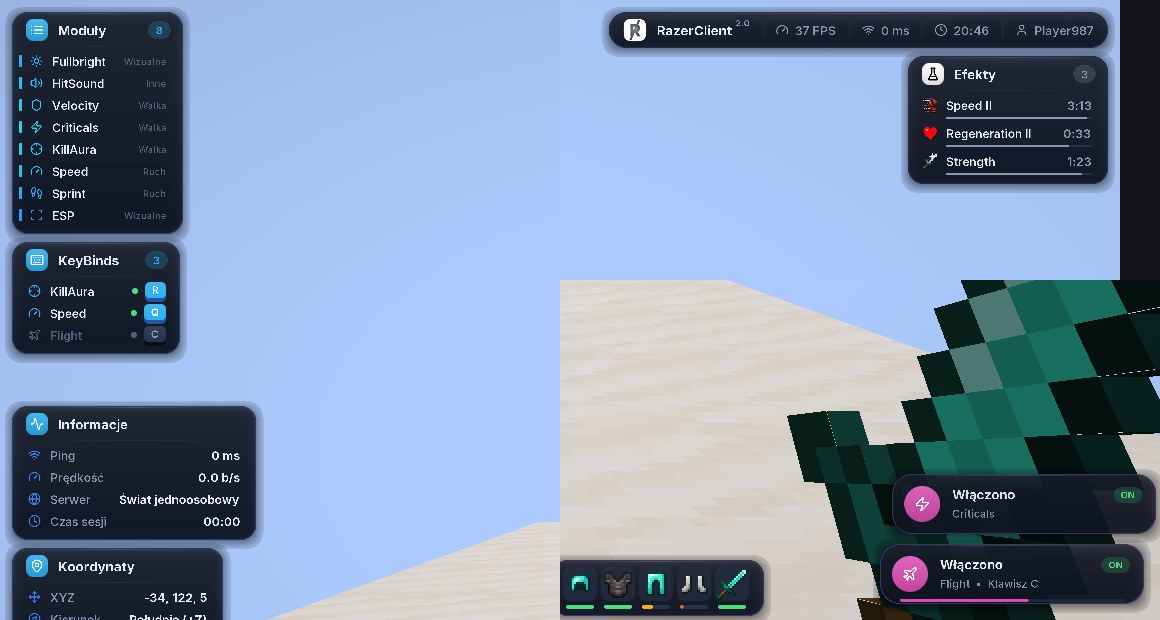 Moduły 8
Fullbright Wizualne
HitSound Inne
Velocity Walka
Criticals Walka
KillAura Walka
Speed Ruch
Sprint Ruch
ESP Wizualne
KeyBinds 3
KillAura R
Speed Q
Flight C
Informacje
Ping 0 ms
Prędkość 0.0 b/s
Serwer Świat jednoosobowy
Czas sesji 00:00
Koordynaty
XYZ -34, 122, 5
Kierunek Południe (+Z)
RazerClient 2.0 37 FPS 0 ms 20:46 Player987
Efekty 3
Speed II 3:13
Regeneration II 0:33
Strength 1:23
Włączono ON
Criticals
Włączono ON
Flight • Klawisz C